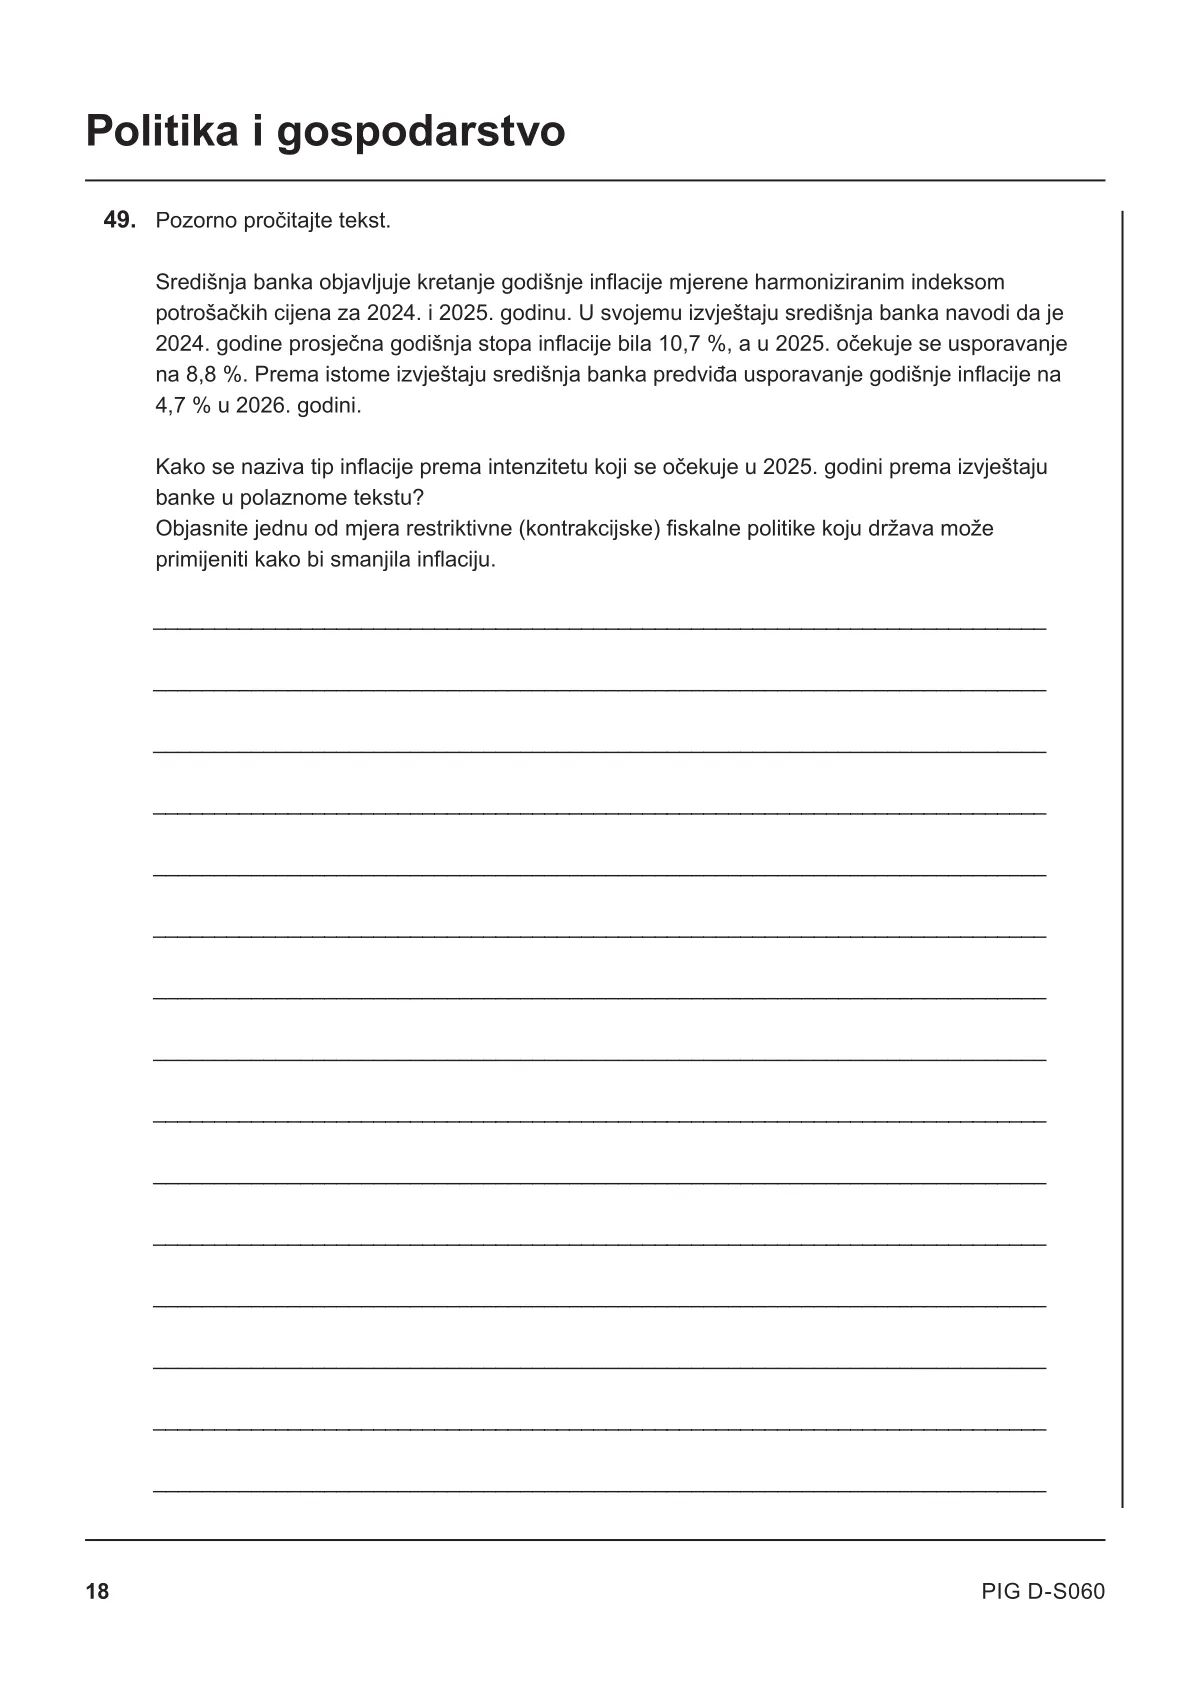 Politika i gospodarstvo
49. Pozorno pročitajte tekst.
Središnja banka objavljuje kretanje godišnje inflacije mjerene harmoniziranim indeksom
potrošačkih cijena za 2024. i 2025. godinu. U svojemu izvještaju središnja banka navodi da je
2024. godine prosječna godišnja stopa inflacije bila 10,7 %, a u 2025. očekuje se usporavanje
na 8,8 %. Prema istome izvještaju središnja banka predviđa usporavanje godišnje inflacije na
4,7 % u 2026. godini.
Kako se naziva tip inflacije prema intenzitetu koji se očekuje u 2025. godini prema izvještaju
banke u polaznome tekstu?
Objasnite jednu od mjera restriktivne (kontrakcijske) fiskalne politike koju država može
primijeniti kako bi smanjila inflaciju.
18
PIG D-S060